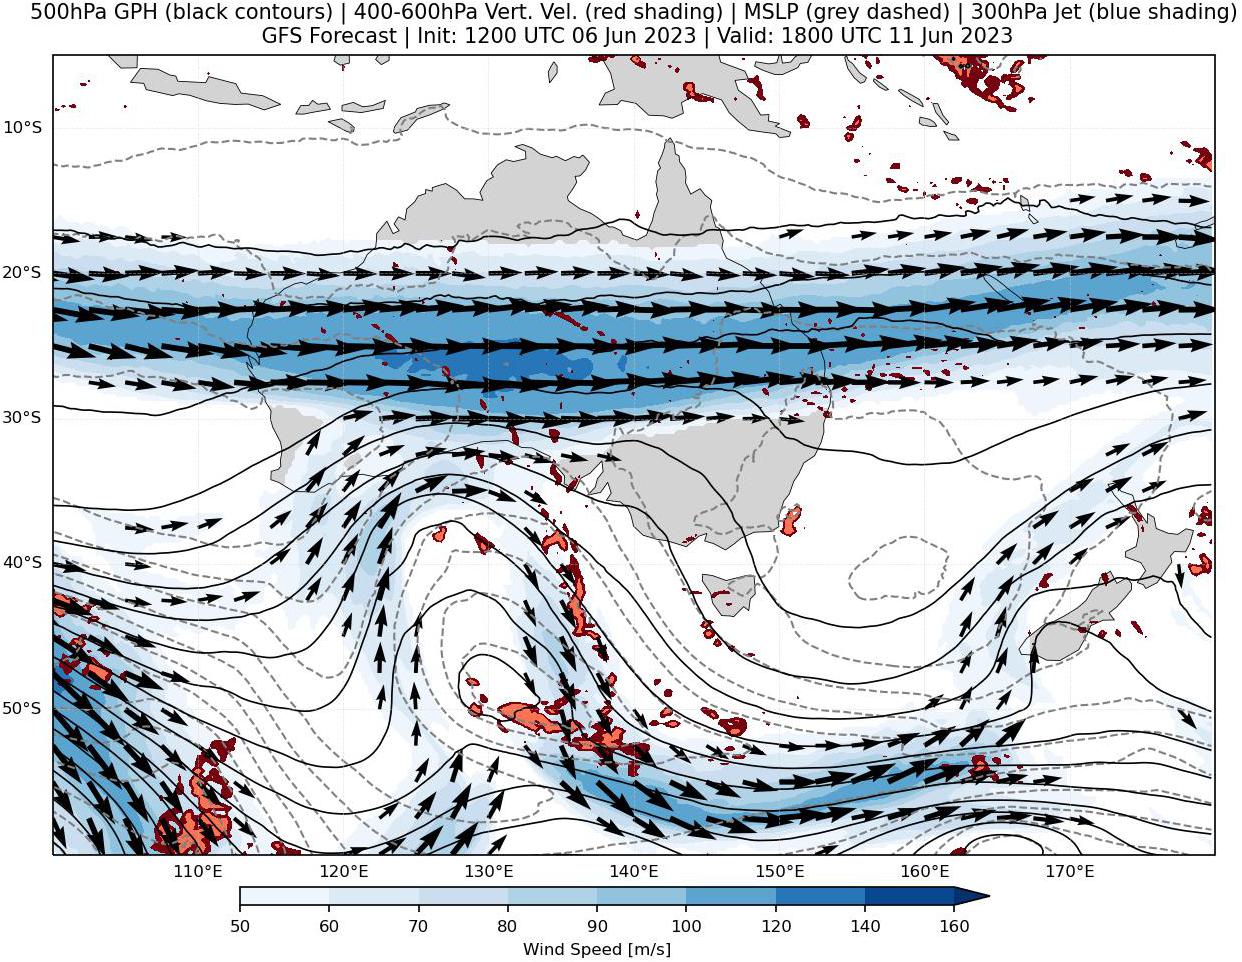 500hPa GPH (black contours) | 400-600hPa Vert. Vel. (red shading) | MSLP (grey dashed) | 300hPa Jet (blue shading)
GFS Forecast | Init: 1200 UTC 06 Jun 2023 | Valid: 1800 UTC 11 Jun 2023
10°S
20°S
30°S
40°S
50°S
110°E 120°E 130°E 140°E 150°E 160°E 170°E
50 60 70 80 90 100 120 140 160
Wind Speed [m/s]